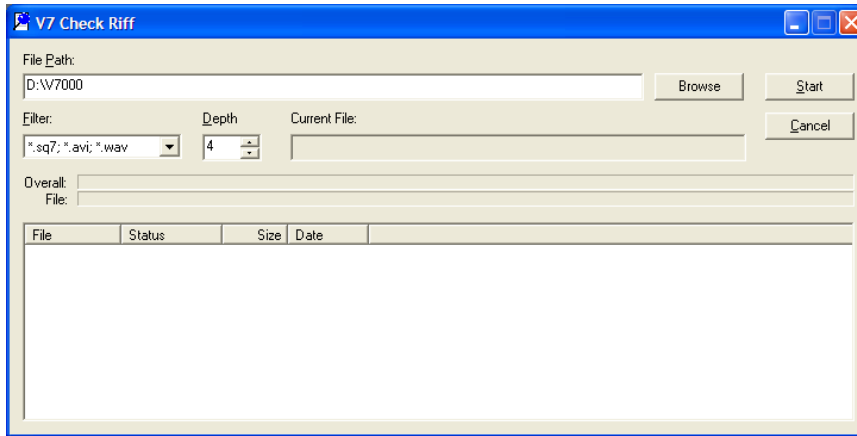 V7 Check Riff
File Path:
D:\V7000
Browse
Start
Filter:
Depth
Current File:
Cancel
*.sq7; *.avi; *.wav
4
Overall:
File:
File Status Size Date